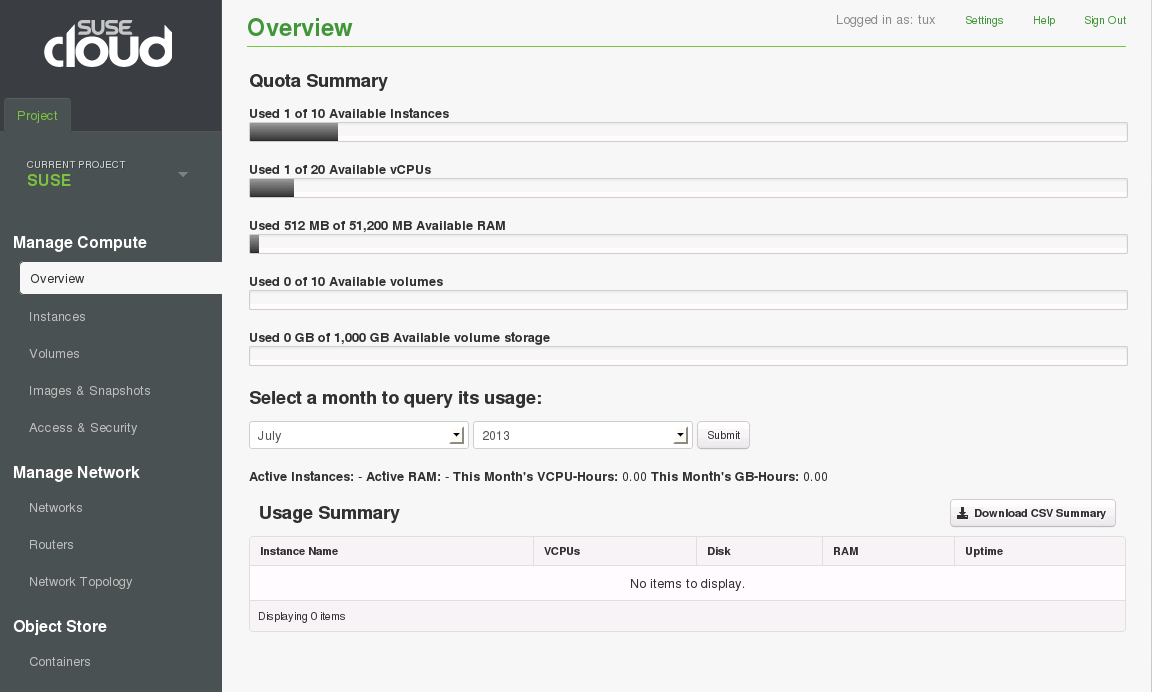 SUSE
cloud
Project
CURRENT PROJECT
SUSE
Manage Compute
Overview
Instances
Volumes
Images & Snapshots
Access & Security
Manage Network
Networks
Routers
Network Topology
Object Store
Containers
Overview
Logged in as: tux Settings Help Sign Out
Quota Summary
Used 1 of 10 Available Instances
Used 1 of 20 Available vCPUs
Used 512 MB of 51,200 MB Available RAM
Used 0 of 10 Available volumes
Used 0 GB of 1,000 GB Available volume storage
Select a month to query its usage:
July 2013 Submit
Active Instances: - Active RAM: - This Month's VCPU-Hours: 0.00 This Month's GB-Hours: 0.00
Usage Summary Download CSV Summary
Instance Name VCPUs Disk RAM Uptime
No items to display.
Displaying 0 items